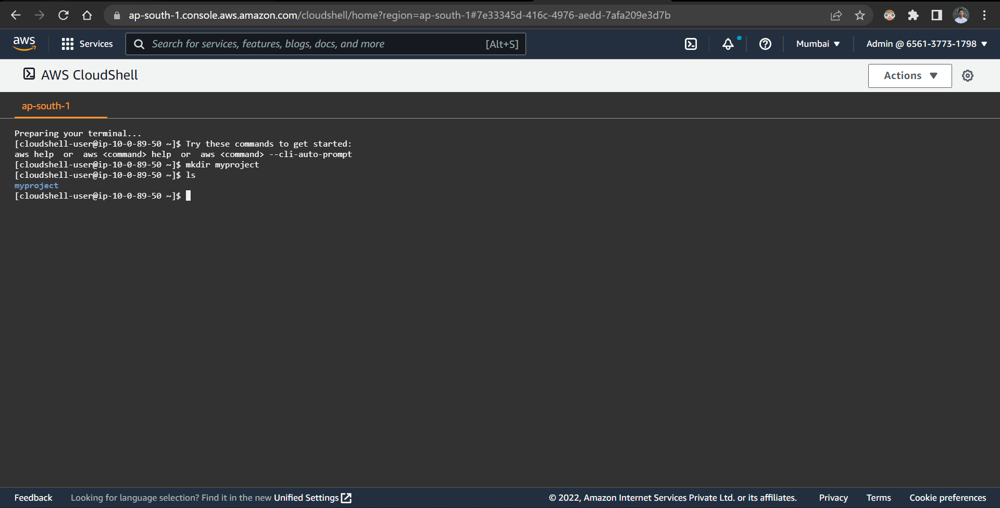 ap-south-1.console.aws.amazon.com/cloudshell/home?region=ap-south-1#7e33345d-416c-4976-aedd-7afa209e3d7b
aws Services Search for services, features, blogs, docs, and more [Alt+S] Mumbai ▼ Admin @ 6561-3773-1798 ▼
AWS CloudShell Actions ▼
ap-south-1
Preparing your terminal...
[cloudshell-user@ip-10-0-89-50 ~]$ Try these commands to get started:
aws help  or  aws <command> help  or  aws <command> --cli-auto-prompt
[cloudshell-user@ip-10-0-89-50 ~]$ mkdir myproject
[cloudshell-user@ip-10-0-89-50 ~]$ ls
myproject
[cloudshell-user@ip-10-0-89-50 ~]$
Feedback Looking for language selection? Find it in the new Unified Settings © 2022, Amazon Internet Services Private Ltd. or its affiliates. Privacy Terms Cookie preferences